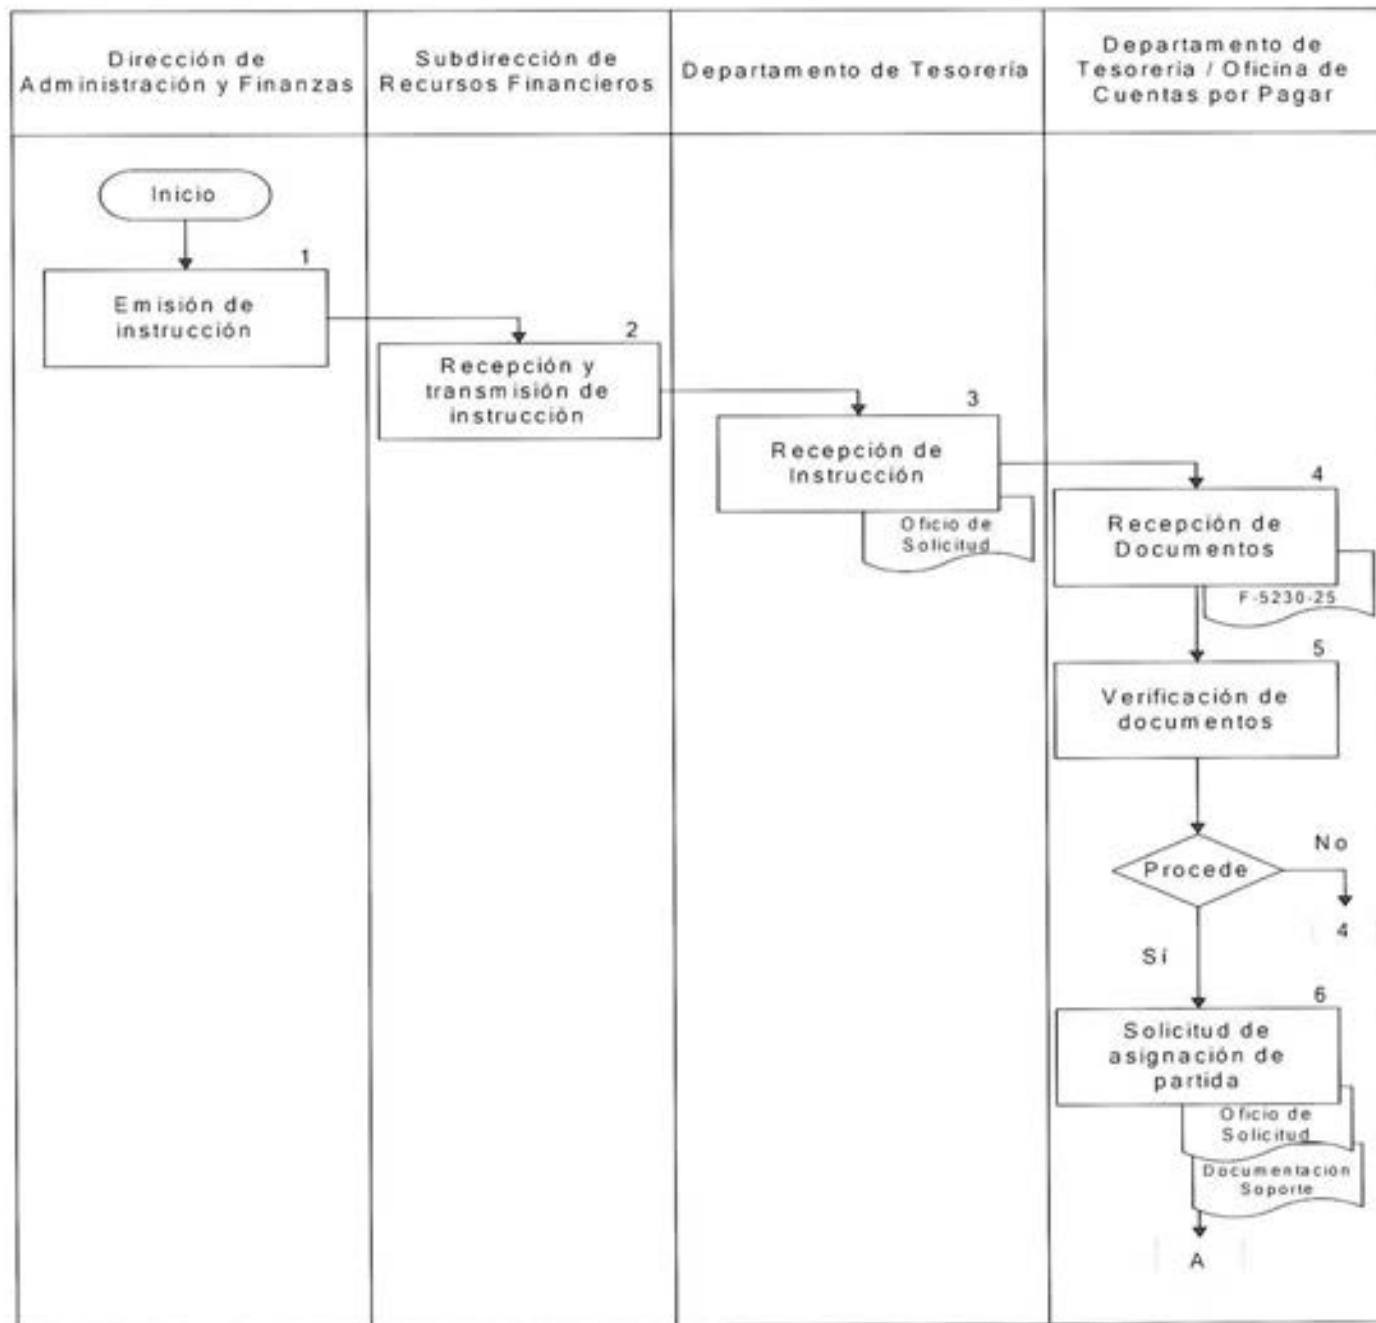 Dirección de
Administración y Finanzas
Subdirección de
Recursos Financieros
Departamento de Tesorería
Departamento de
Tesorería / Oficina de
Cuentas por Pagar
Inicio
1
Emisión de
instrucción
2
Recepción y
transmisión de
instrucción
3
Recepción de
Instrucción
Oficio de
Solicitud
4
Recepción de
Documentos
F-5230-25
5
Verificación de
documentos
Procede
No
4
Sí
6
Solicitud de
asignación de
partida
Oficio de
Solicitud
Documentación
Soporte
A